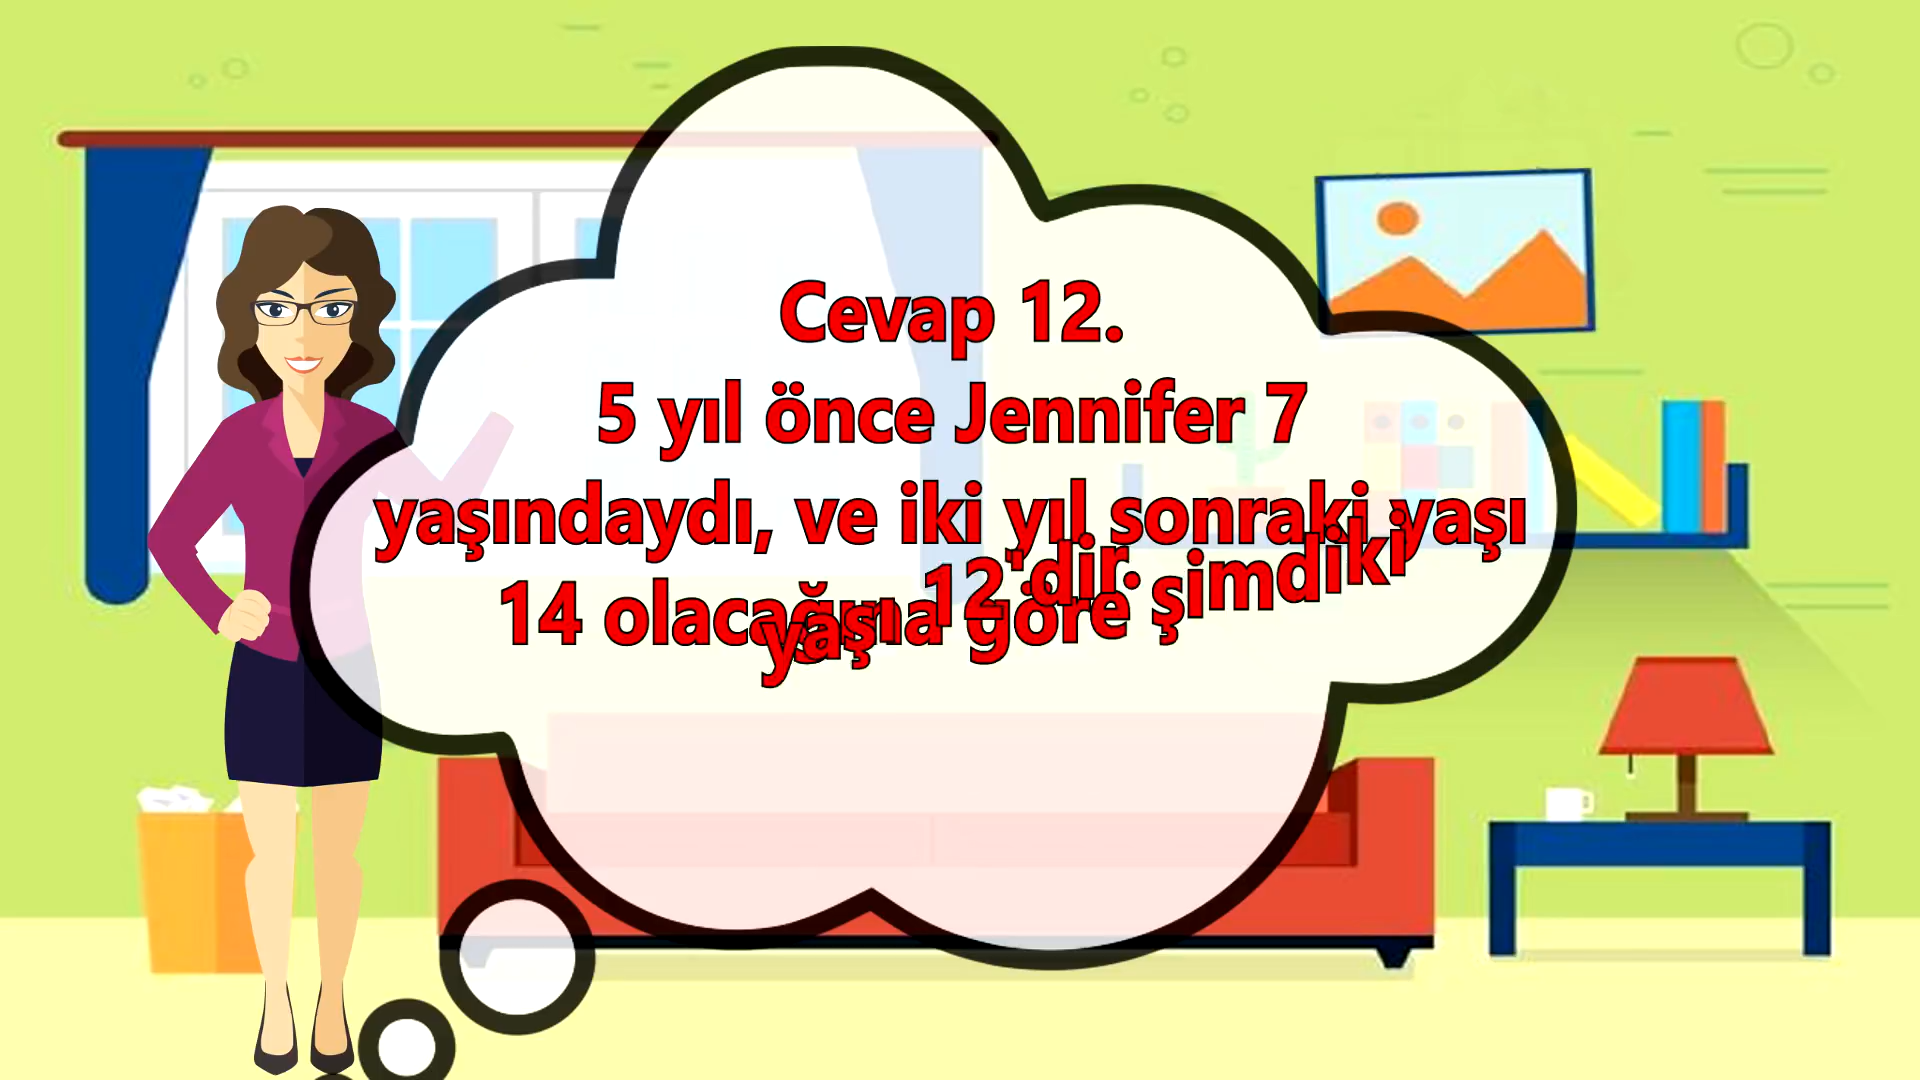 Cevap 12.
5 yıl önce Jennifer 7
yaşındaydı, ve iki yıl sonraki yaşı
14 olacağına göre şimdiki
yaşı 12'dir.